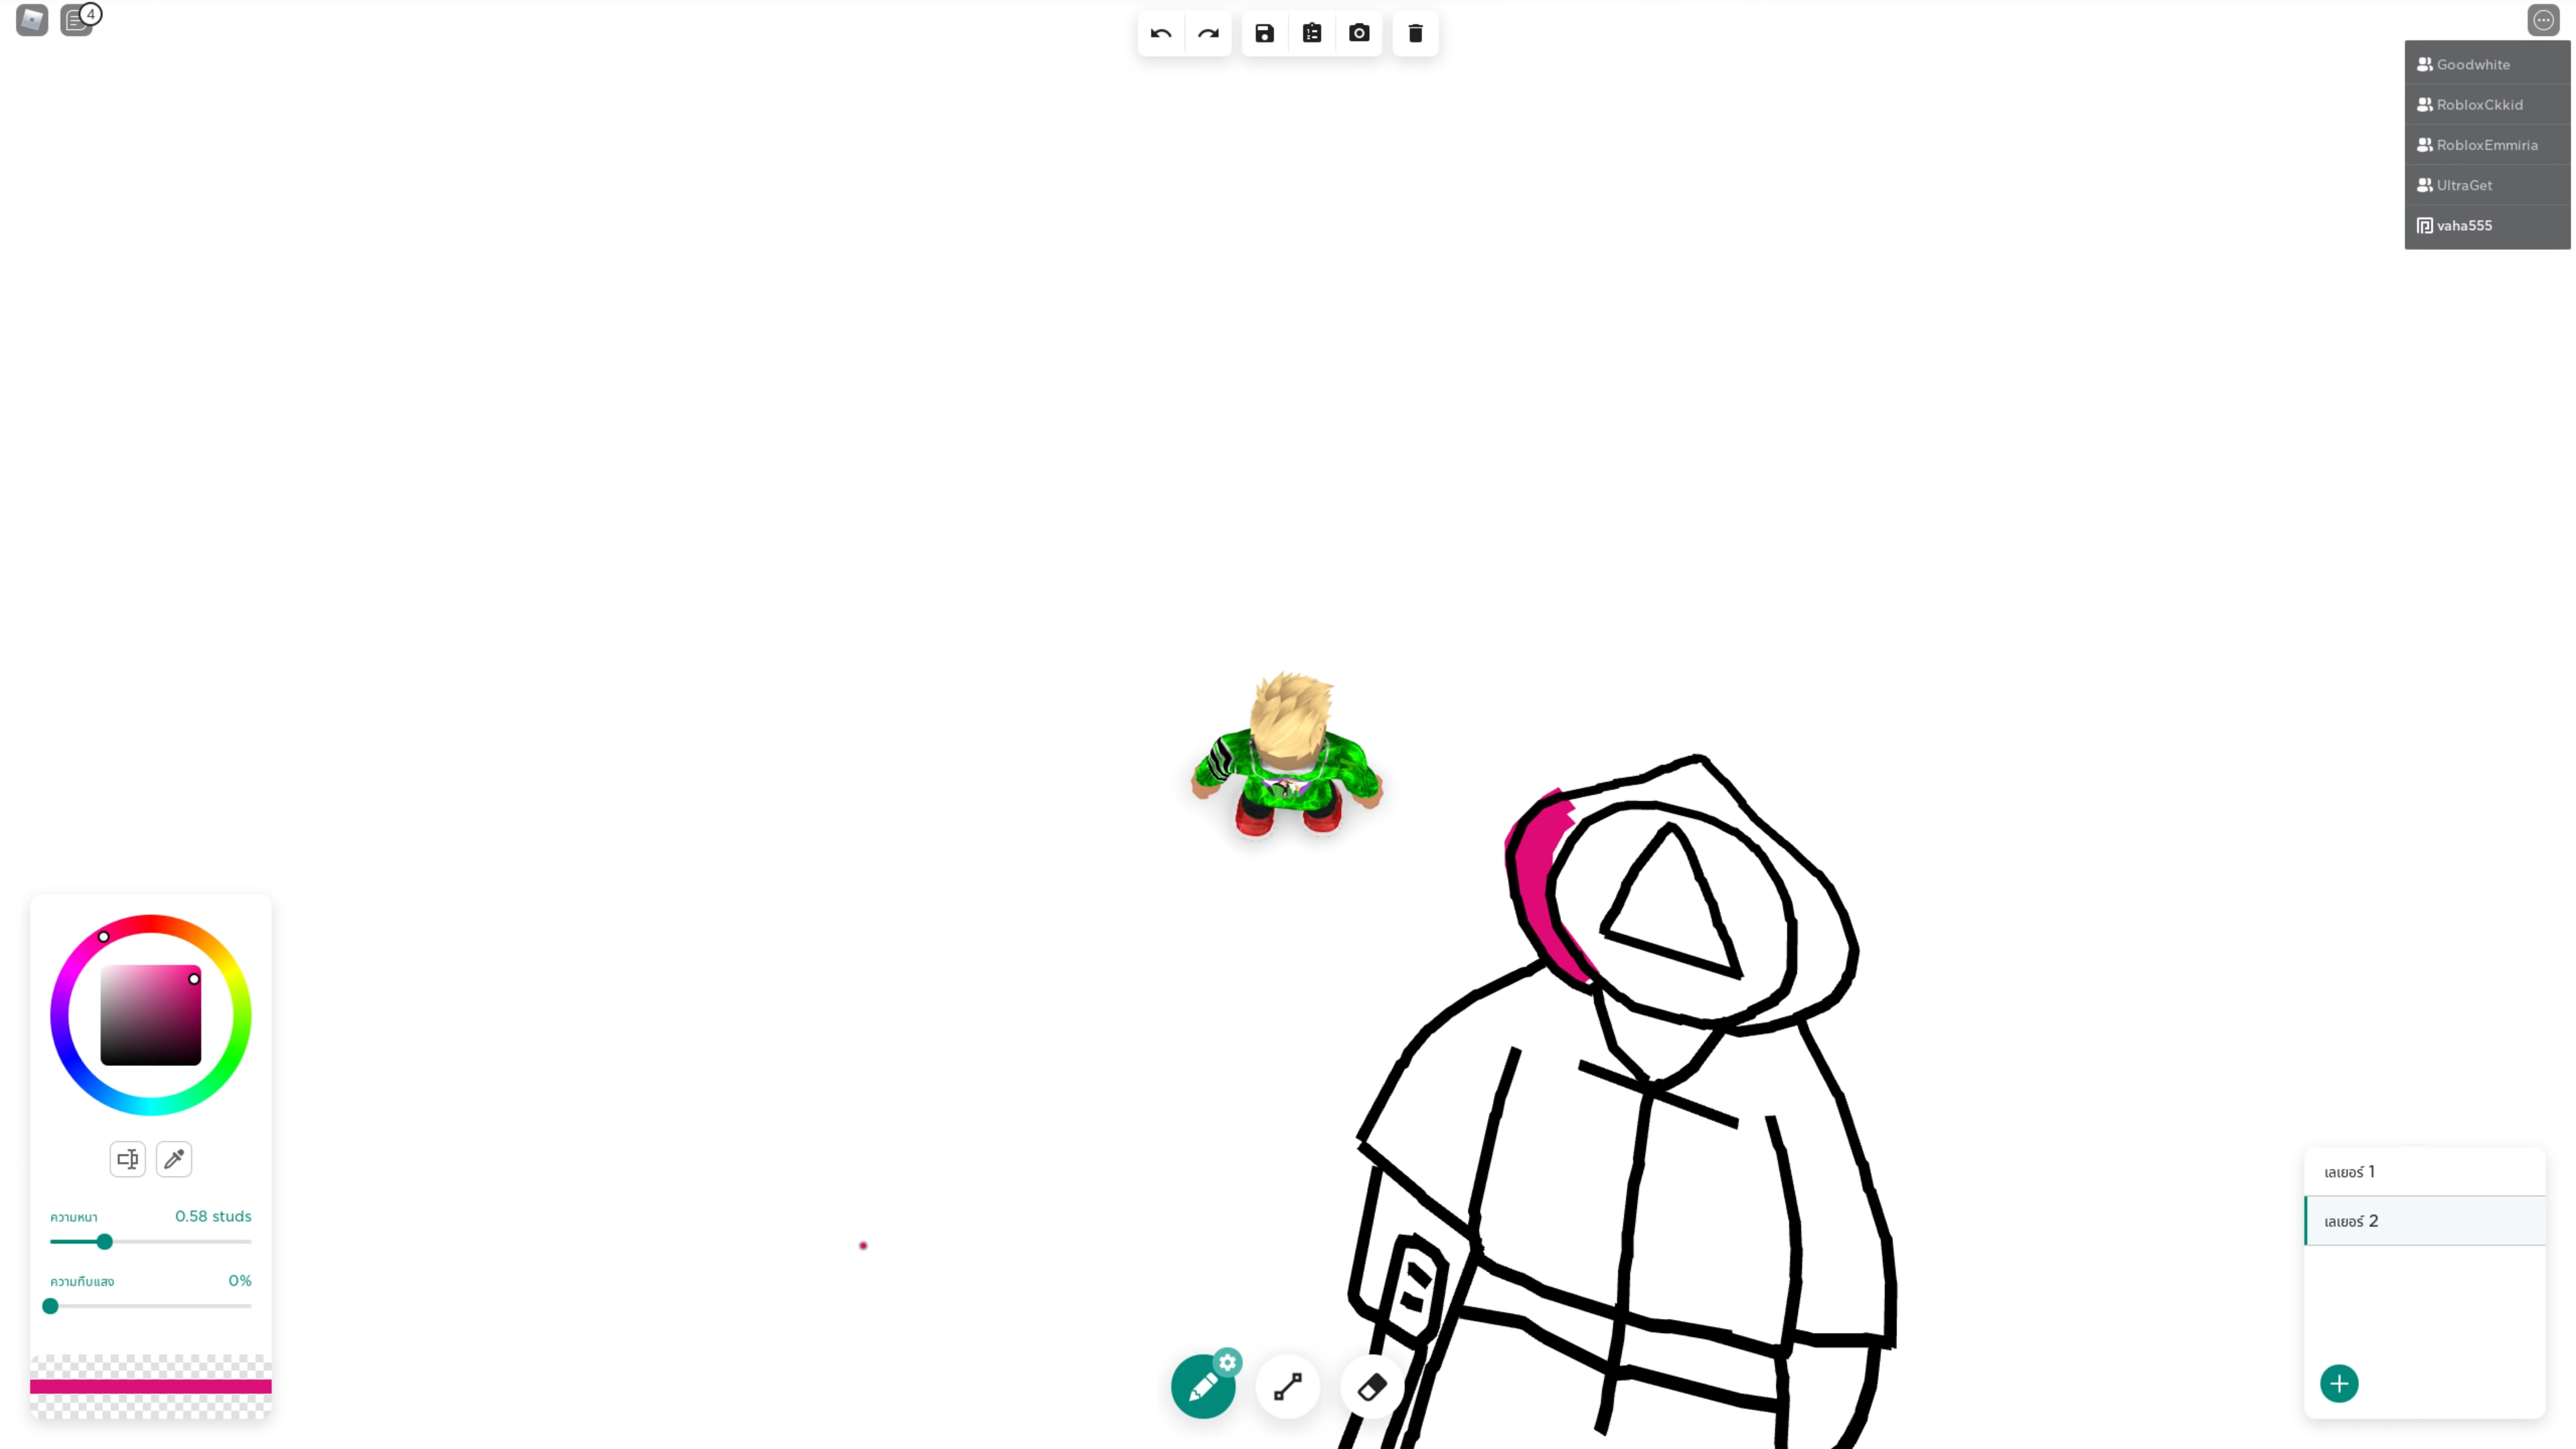 4
Goodwhite
RobloxCkkid
RobloxEmmiria
UltraGet
vaha555
ความหนา 0.58 studs
ความทึบแสง 0%
เลเยอร์ 1
เลเยอร์ 2